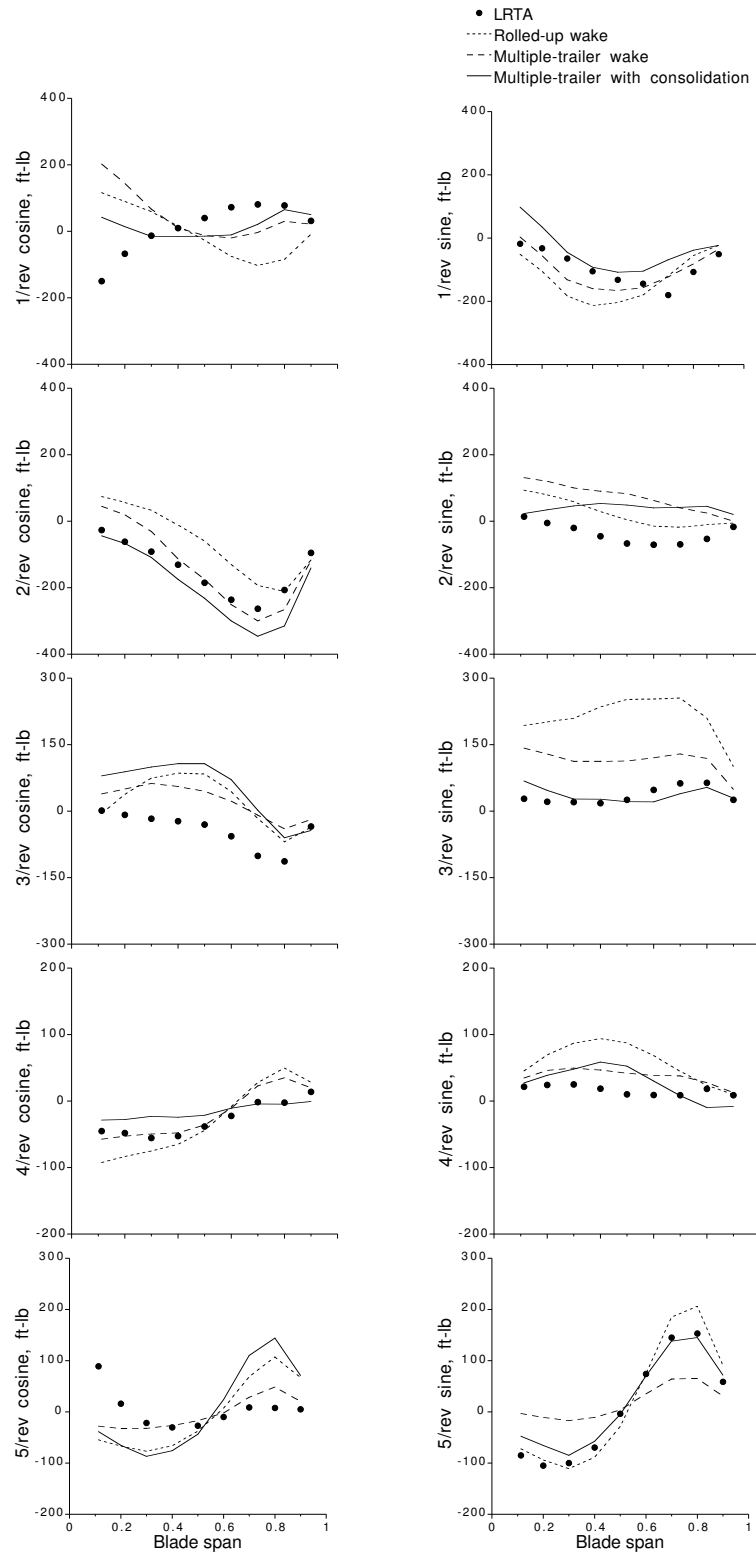 LRTA
Rolled-up wake
Multiple-trailer wake
Multiple-trailer with consolidation
400
200
0
-200
-400
1/rev cosine, ft-lb
400
200
0
-200
-400
1/rev sine, ft-lb
400
200
0
-200
-400
2/rev cosine, ft-lb
400
200
0
-200
-400
2/rev sine, ft-lb
300
150
0
-150
-300
3/rev cosine, ft-lb
300
150
0
-150
-300
3/rev sine, ft-lb
200
100
0
-100
-200
4/rev cosine, ft-lb
200
100
0
-100
-200
4/rev sine, ft-lb
300
200
100
0
-100
-200
5/rev cosine, ft-lb
0 0.2 0.4 0.6 0.8 1
Blade span
300
200
100
0
-100
-200
5/rev sine, ft-lb
0 0.2 0.4 0.6 0.8 1
Blade span